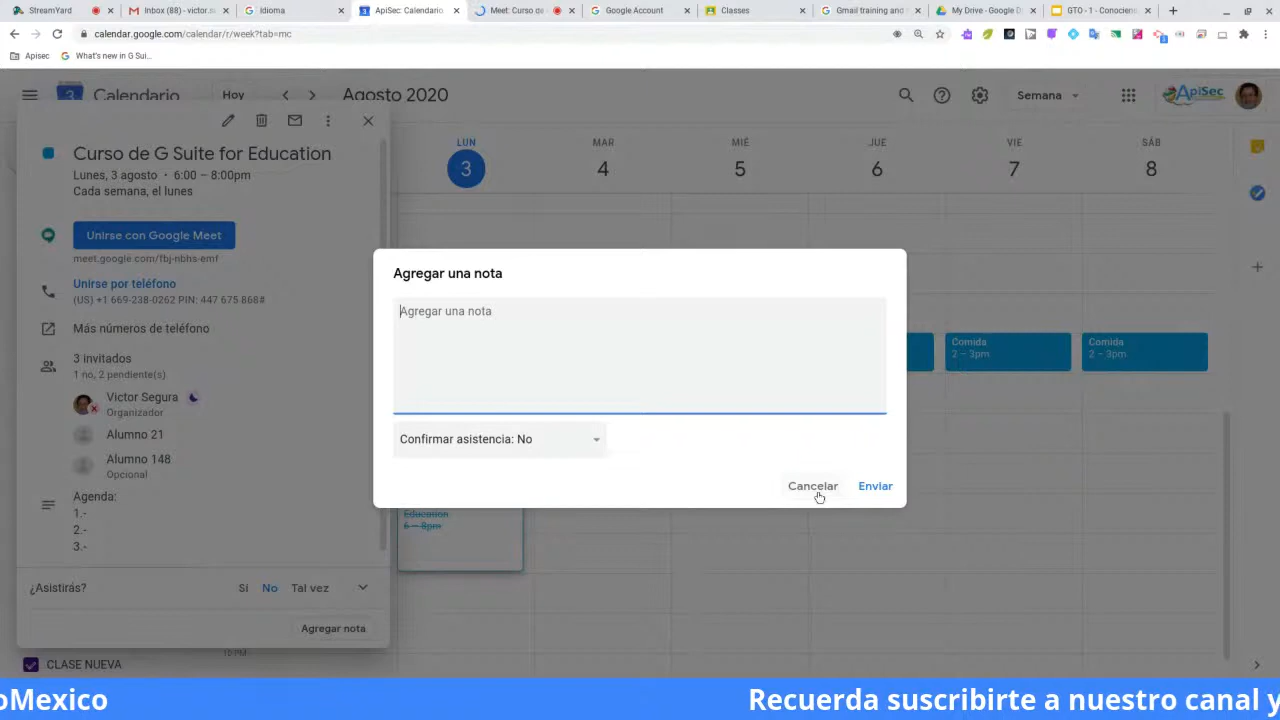 StreamYard
Inbox (88) - victor.s
Idioma
ApiSec: Calendario
Meet: Curso de
Google Account
Classes
Gmail training and
My Drive - Google D
GTO - 1 - Conocien
calendar.google.com/calendar/r/week?tab=mc
Apisec
What's new in G Sui...
3
Calendario
Hoy
Agosto 2020
Semana
ApiSec
LUN
3
MAR
4
MIÉ
5
JUE
6
VIE
7
SÁB
8
Curso de G Suite for Education
Lunes, 3 agosto · 6:00 – 8:00pm
Cada semana, el lunes
Unirse con Google Meet
meet.google.com/fbj-nbhs-emf
Unirse por teléfono
(US) +1 669-238-0262 PIN: 447 675 868#
Más números de teléfono
3 invitados
1 no, 2 pendiente(s)
Victor Segura
Organizador
Alumno 21
Alumno 148
Opcional
Agenda:
1.-
2.-
3.-
¿Asistirás?
Sí
No
Tal vez
Agregar nota
10 PM
CLASE NUEVA
Agregar una nota
Agregar una nota
Confirmar asistencia: No
Cancelar
Enviar
Comida
2 – 3pm
Comida
2 – 3pm
Education
6 – 8pm
oMexico
Recuerda suscribirte a nuestro canal y